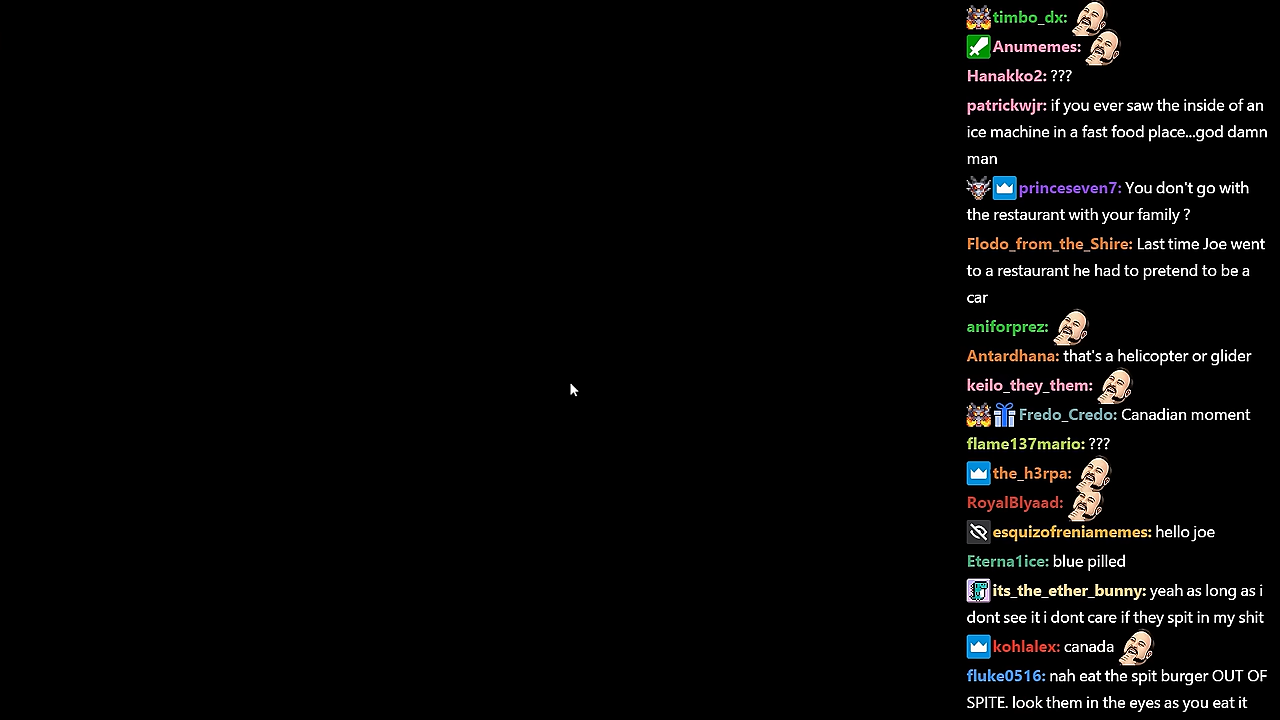 timbo_dx:
Anumemes:
Hanakko2: ???
patrickwjr: if you ever saw the inside of an
ice machine in a fast food place...god damn
man
princeseven7: You don't go with
the restaurant with your family ?
Flodo_from_the_Shire: Last time Joe went
to a restaurant he had to pretend to be a
car
aniforprez:
Antardhana: that's a helicopter or glider
keilo_they_them:
Fredo_Credo: Canadian moment
flame137mario: ???
the_h3rpa:
RoyalBlyaad:
esquizofreniamemes: hello joe
Eterna1ice: blue pilled
its_the_ether_bunny: yeah as long as i
dont see it i dont care if they spit in my shit
kohlalex: canada
fluke0516: nah eat the spit burger OUT OF
SPITE. look them in the eyes as you eat it